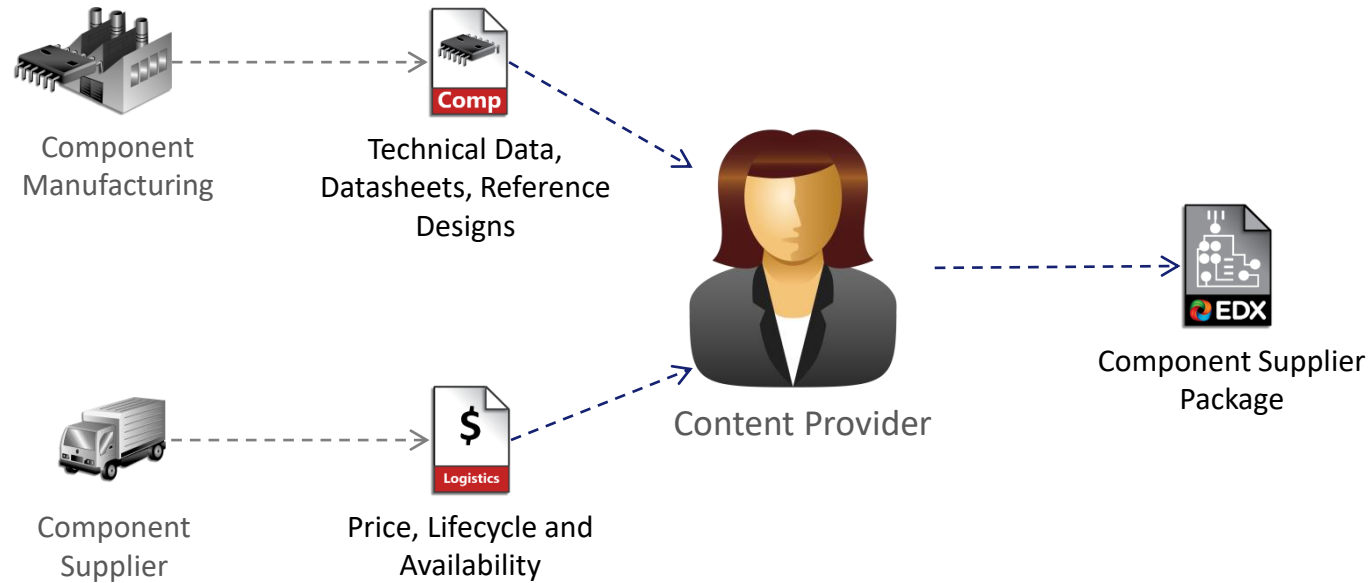 Comp
Component
Manufacturing
Technical Data,
Datasheets, Reference
Designs
EDX
Component Supplier
Package
Content Provider
$
Logistics
Component
Supplier
Price, Lifecycle and
Availability